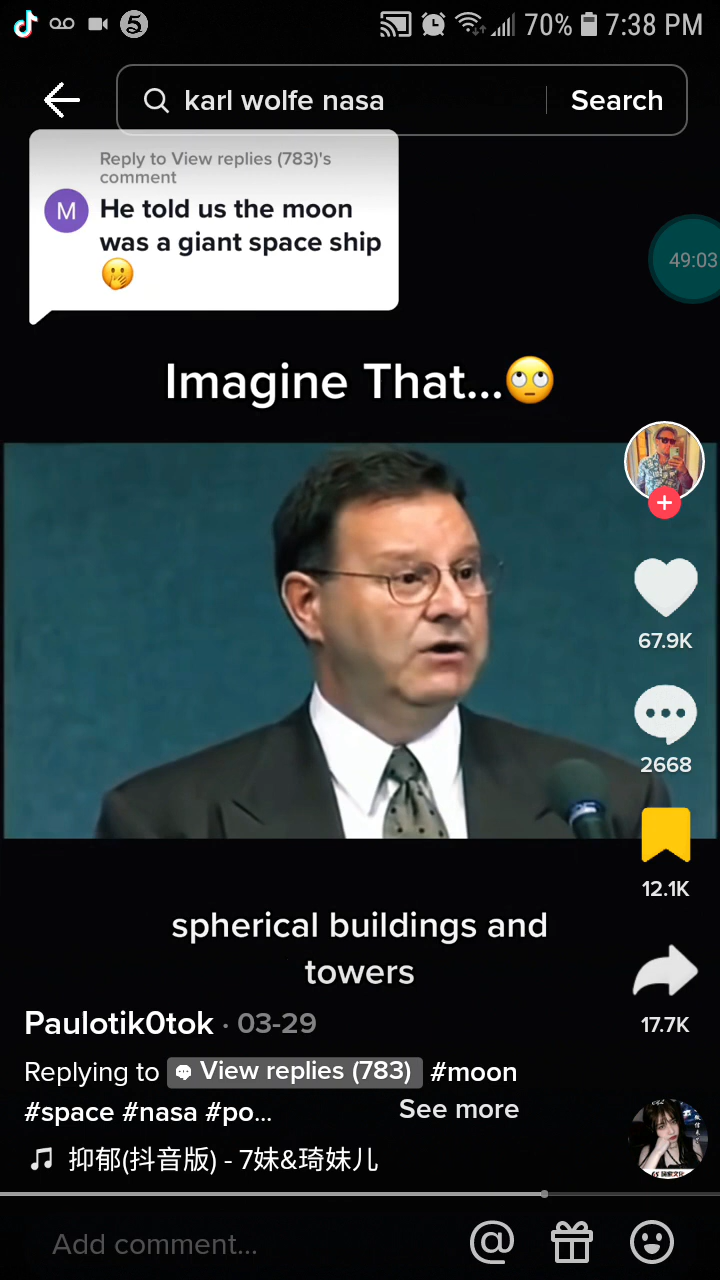 70% 7:38 PM
karl wolfe nasa
Search
Reply to View replies (783)'s
comment
M
He told us the moon
was a giant space ship
🤭
49:03
Imagine That...🙄
67.9K
2668
12.1K
spherical buildings and
towers
17.7K
Paulotik0tok · 03-29
Replying to View replies (783) #moon
#space #nasa #po... See more
抑郁(抖音版) - 7妹&琦妹儿
Add comment...